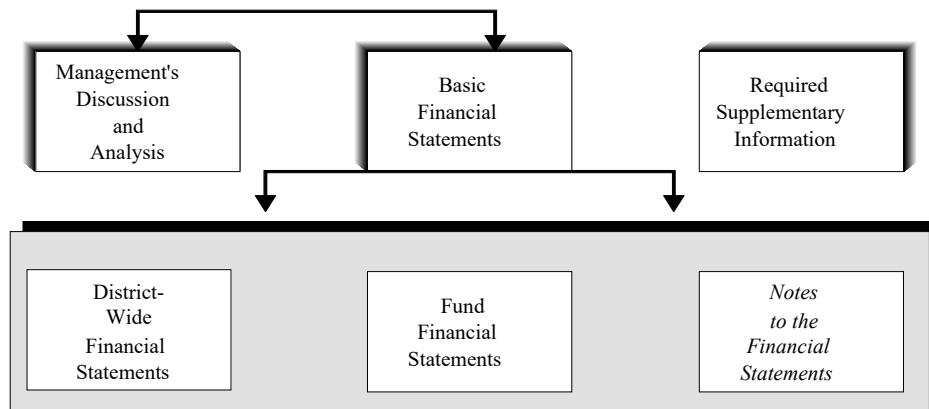 Management's
Discussion
and
Analysis
Basic
Financial
Statements
Required
Supplementary
Information
District-
Wide
Financial
Statements
Fund
Financial
Statements
Notes
to the
Financial
Statements